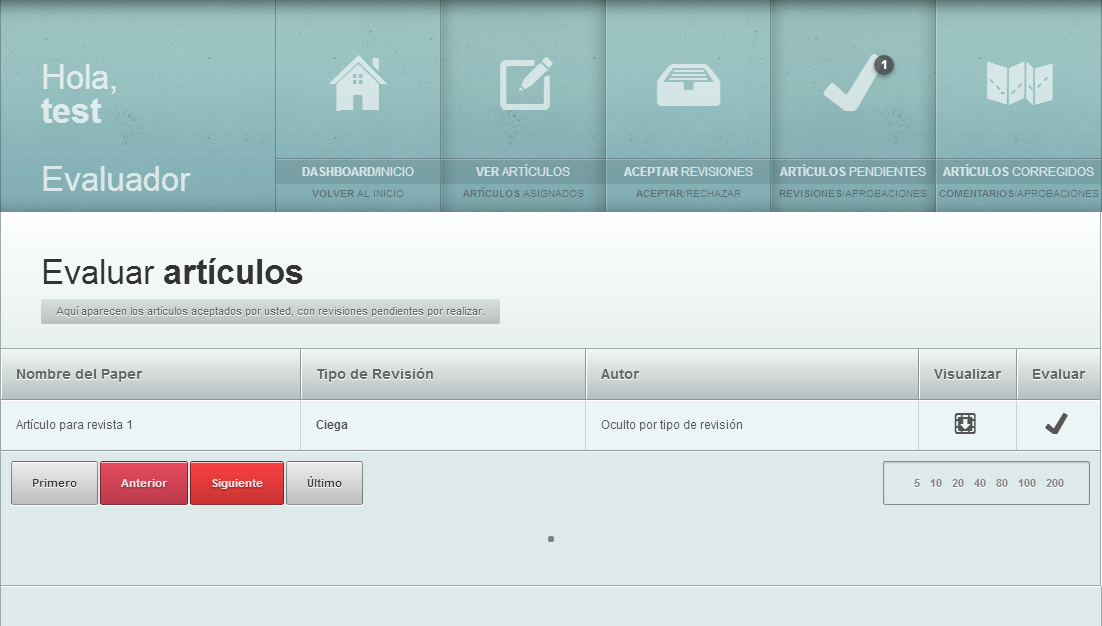 Hola,
test
Evaluador
DASHBOARD/INICIO
VOLVER AL INICIO
VER ARTÍCULOS
ARTÍCULOS ASIGNADOS
ACEPTAR REVISIONES
ACEPTAR/RECHAZAR
1
ARTÍCULOS PENDIENTES
REVISIONES/APROBACIONES
ARTÍCULOS CORREGIDOS
COMENTARIOS/APROBACIONES
Evaluar artículos
Aquí aparecen los artículos aceptados por usted, con revisiones pendientes por realizar.
Nombre del Paper Tipo de Revisión Autor Visualizar Evaluar
Artículo para revista 1 Ciega Oculto por tipo de revisión
Primero Anterior Siguiente Último 5 10 20 40 80 100 200